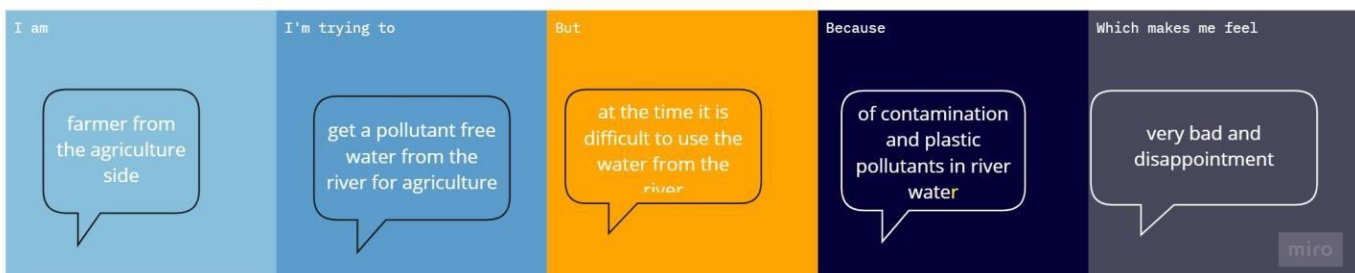 I am
farmer from
the agriculture
side
I'm trying to
get a pollutant free
water from the
river for agriculture
But
at the time it is
difficult to use the
water from the
river
Because
of contamination
and plastic
pollutants in river
water
Which makes me feel
very bad and
disappointment
miro